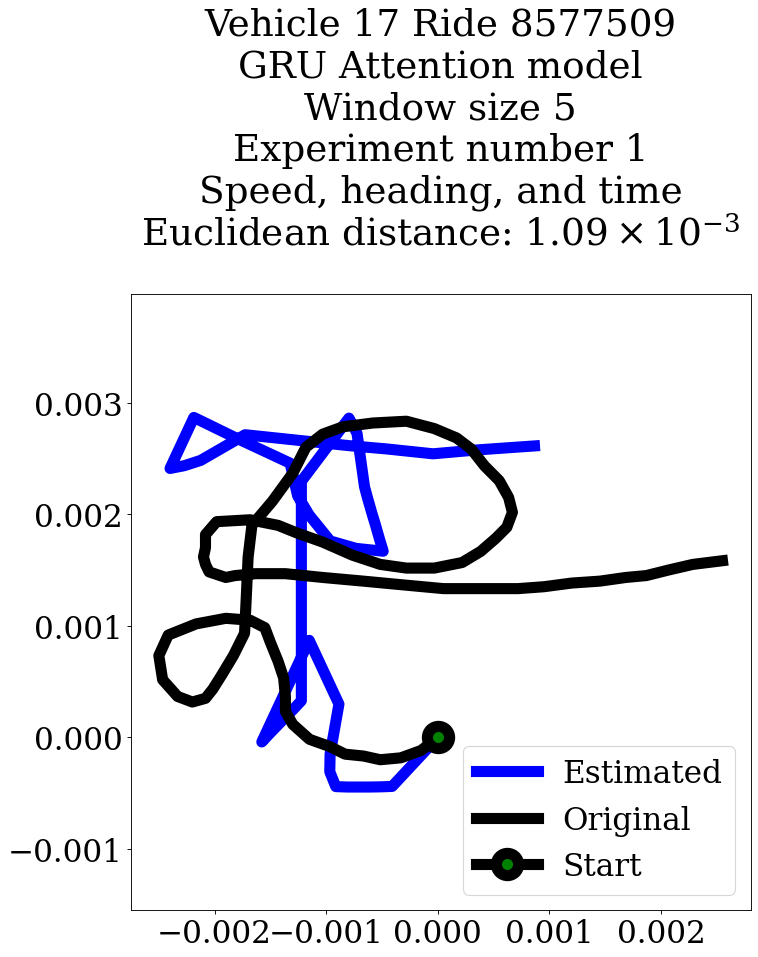 Vehicle 17 Ride 8577509
GRU Attention model
Window size 5
Experiment number 1
Speed, heading, and time
Euclidean distance: 1.09 × 10⁻³
0.003
0.002
0.001
0.000
−0.001
−0.002 −0.001 0.000 0.001 0.002
Estimated
Original
Start